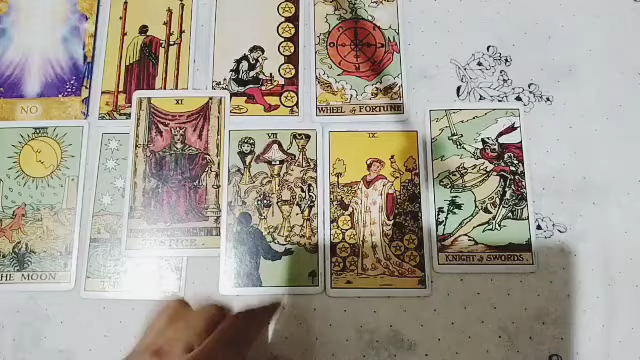 NO
WHEEL of FORTUNE
XI
VII
IX
THE MOON.
JUSTICE.
KNIGHT of SWORDS.